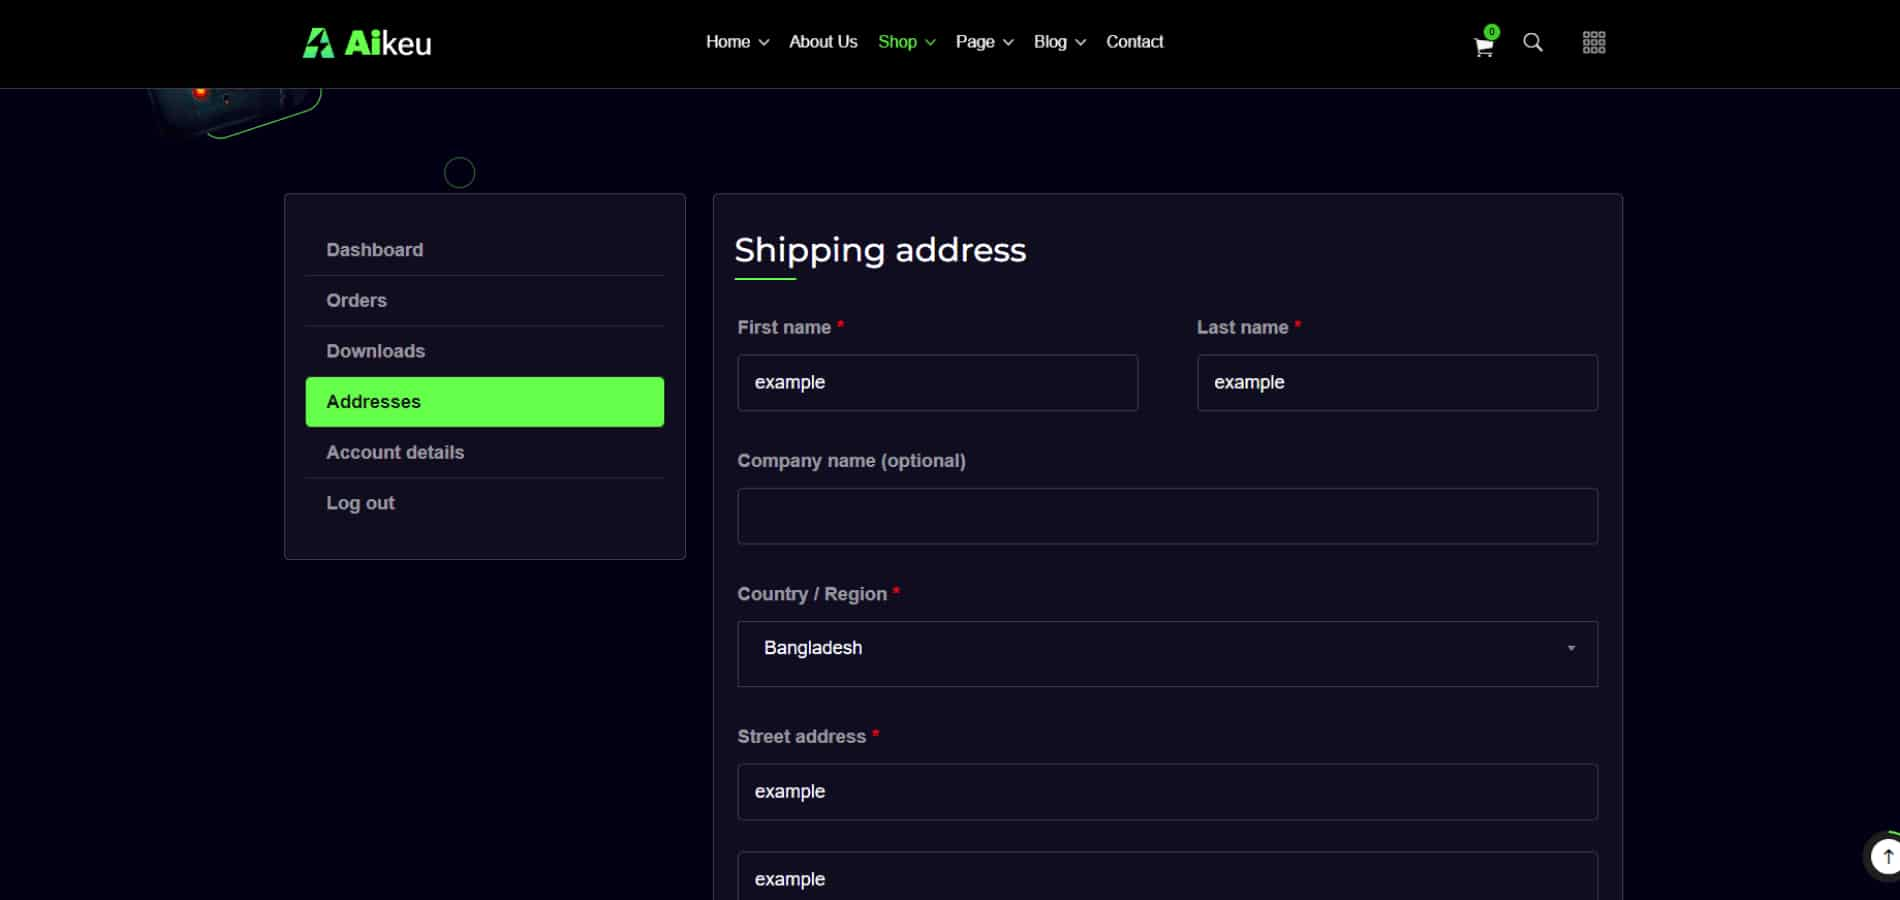 Aikeu
Home About Us Shop Page Blog Contact
0
Dashboard
Orders
Downloads
Addresses
Account details
Log out
Shipping address
First name * Last name *
example example
Company name (optional)
Country / Region *
Bangladesh
Street address *
example
example